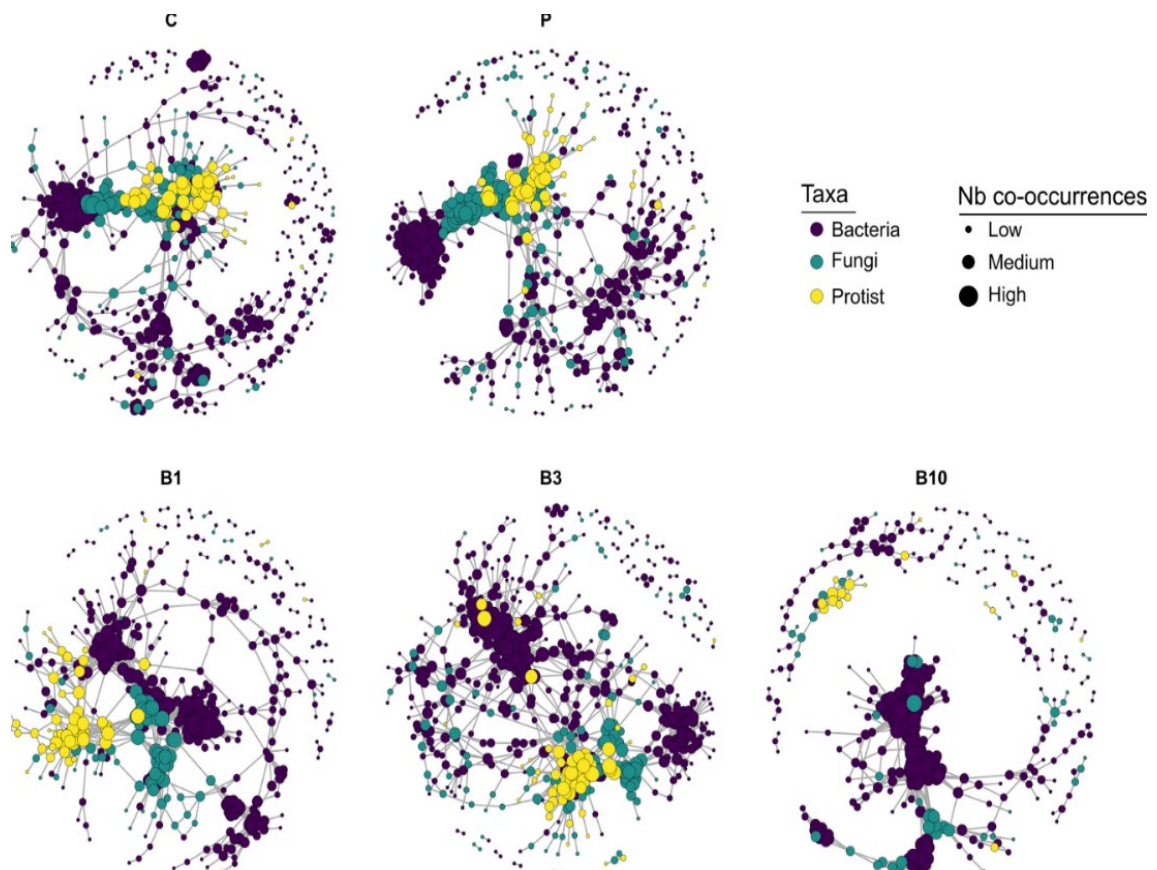 C
P
Taxa
Bacteria
Fungi
Protist
Nb co-occurrences
Low
Medium
High
B1
B3
B10